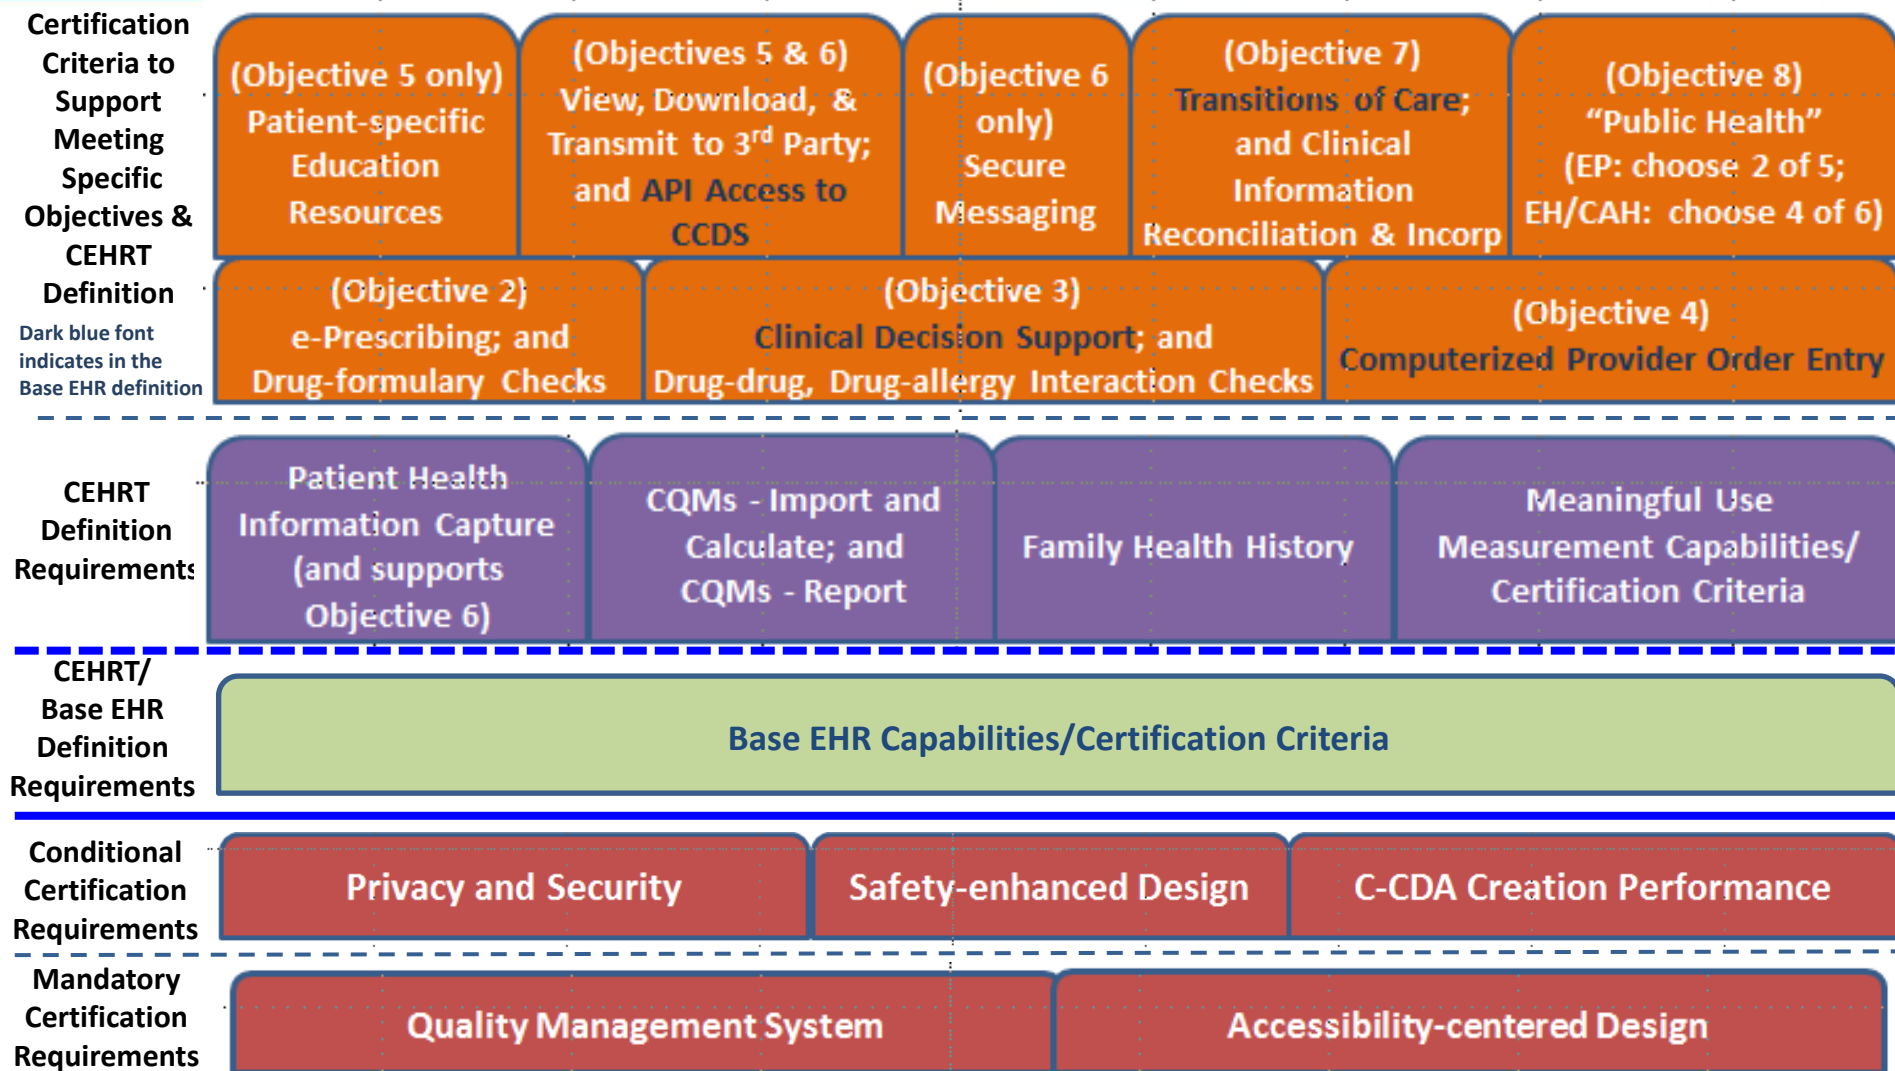 Certification
Criteria to
Support
Meeting
Specific
Objectives &
CEHRT
Definition
Dark blue font
indicates in the
Base EHR definition
(Objective 5 only)
Patient-specific
Education
Resources
(Objectives 5 & 6)
View, Download, &
Transmit to 3rd Party;
and API Access to
CCDS
(Objective 6
only)
Secure
Messaging
(Objective 7)
Transitions of Care;
and Clinical
Information
Reconciliation & Incorp
(Objective 8)
“Public Health”
(EP: choose 2 of 5;
EH/CAH: choose 4 of 6)
(Objective 2)
e-Prescribing; and
Drug-formulary Checks
(Objective 3)
Clinical Decision Support; and
Drug-drug, Drug-allergy Interaction Checks
(Objective 4)
Computerized Provider Order Entry
CEHRT
Definition
Requirements
Patient Health
Information Capture
(and supports
Objective 6)
CQMs - Import and
Calculate; and
CQMs - Report
Family Health History
Meaningful Use
Measurement Capabilities/
Certification Criteria
CEHRT/
Base EHR
Definition
Requirements
Base EHR Capabilities/Certification Criteria
Conditional
Certification
Requirements
Privacy and Security
Safety-enhanced Design
C-CDA Creation Performance
Mandatory
Certification
Requirements
Quality Management System
Accessibility-centered Design